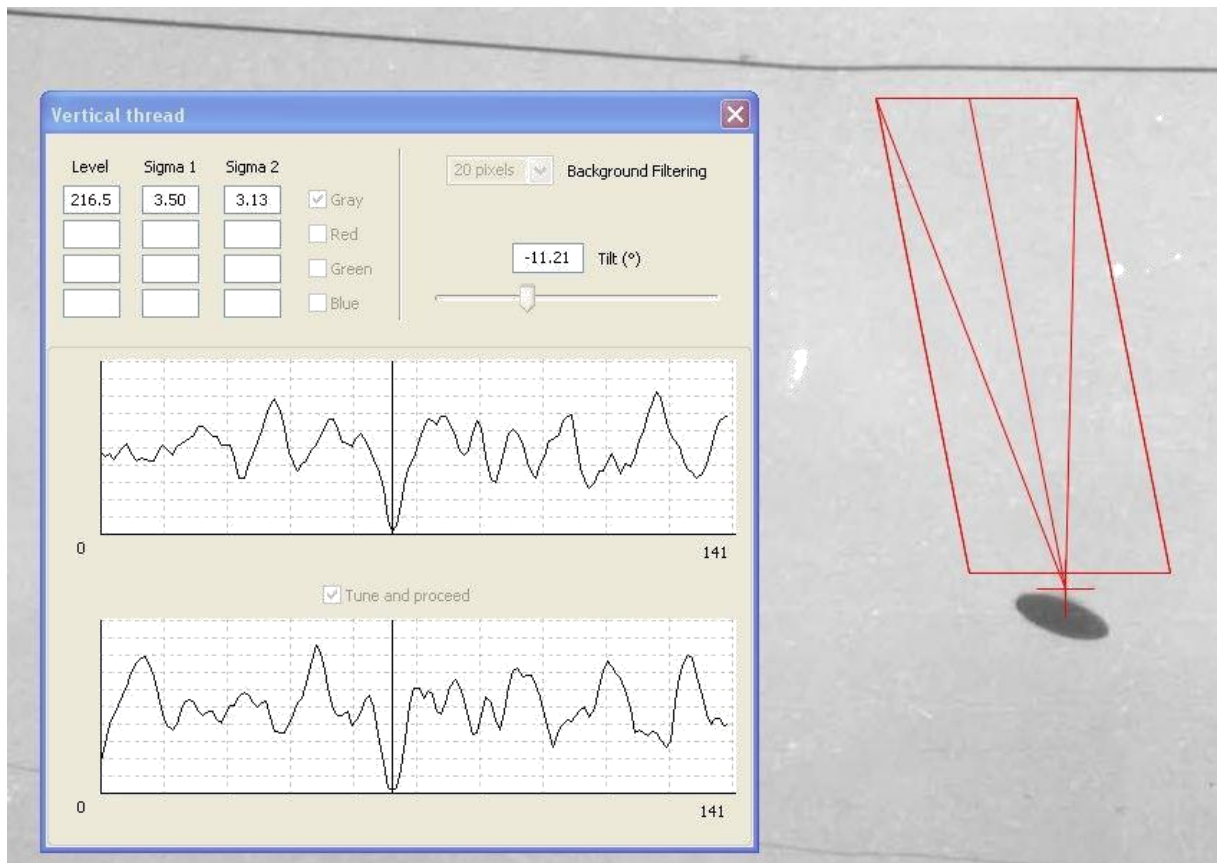 Vertical thread
Level Sigma 1 Sigma 2
20 pixels Background Filtering
216.5 3.50 3.13 Gray
Red
-11.21 Tilt (°)
Green
Blue
0 141
Tune and proceed
0 141